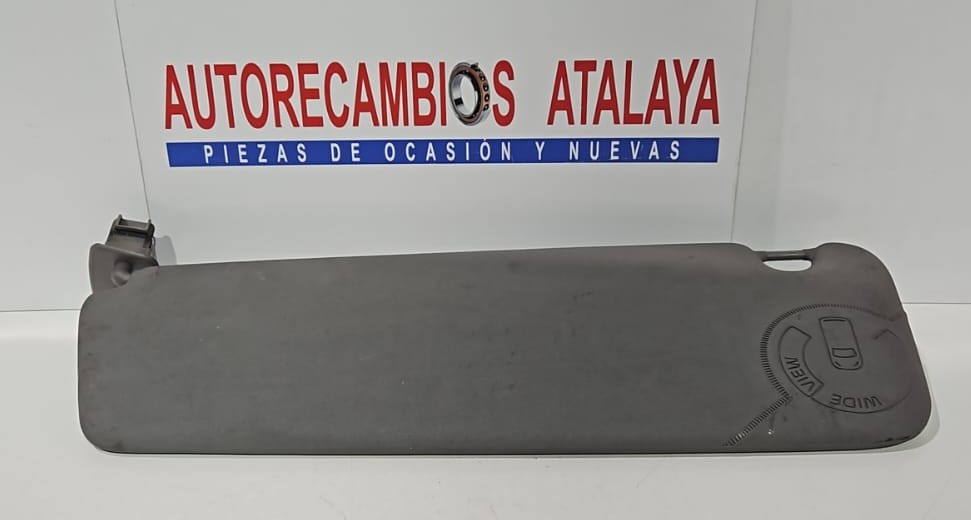 AUTORECAMBIOS ATALAYA
PIEZAS DE OCASIÓN Y NUEVAS
WIDE VIEW